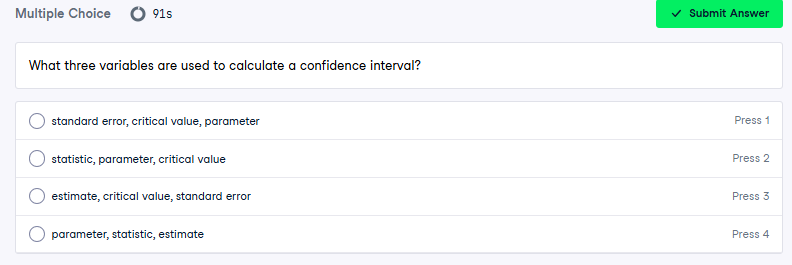 Multiple Choice 91s Submit Answer
What three variables are used to calculate a confidence interval?
standard error, critical value, parameter Press 1
statistic, parameter, critical value Press 2
estimate, critical value, standard error Press 3
parameter, statistic, estimate Press 4